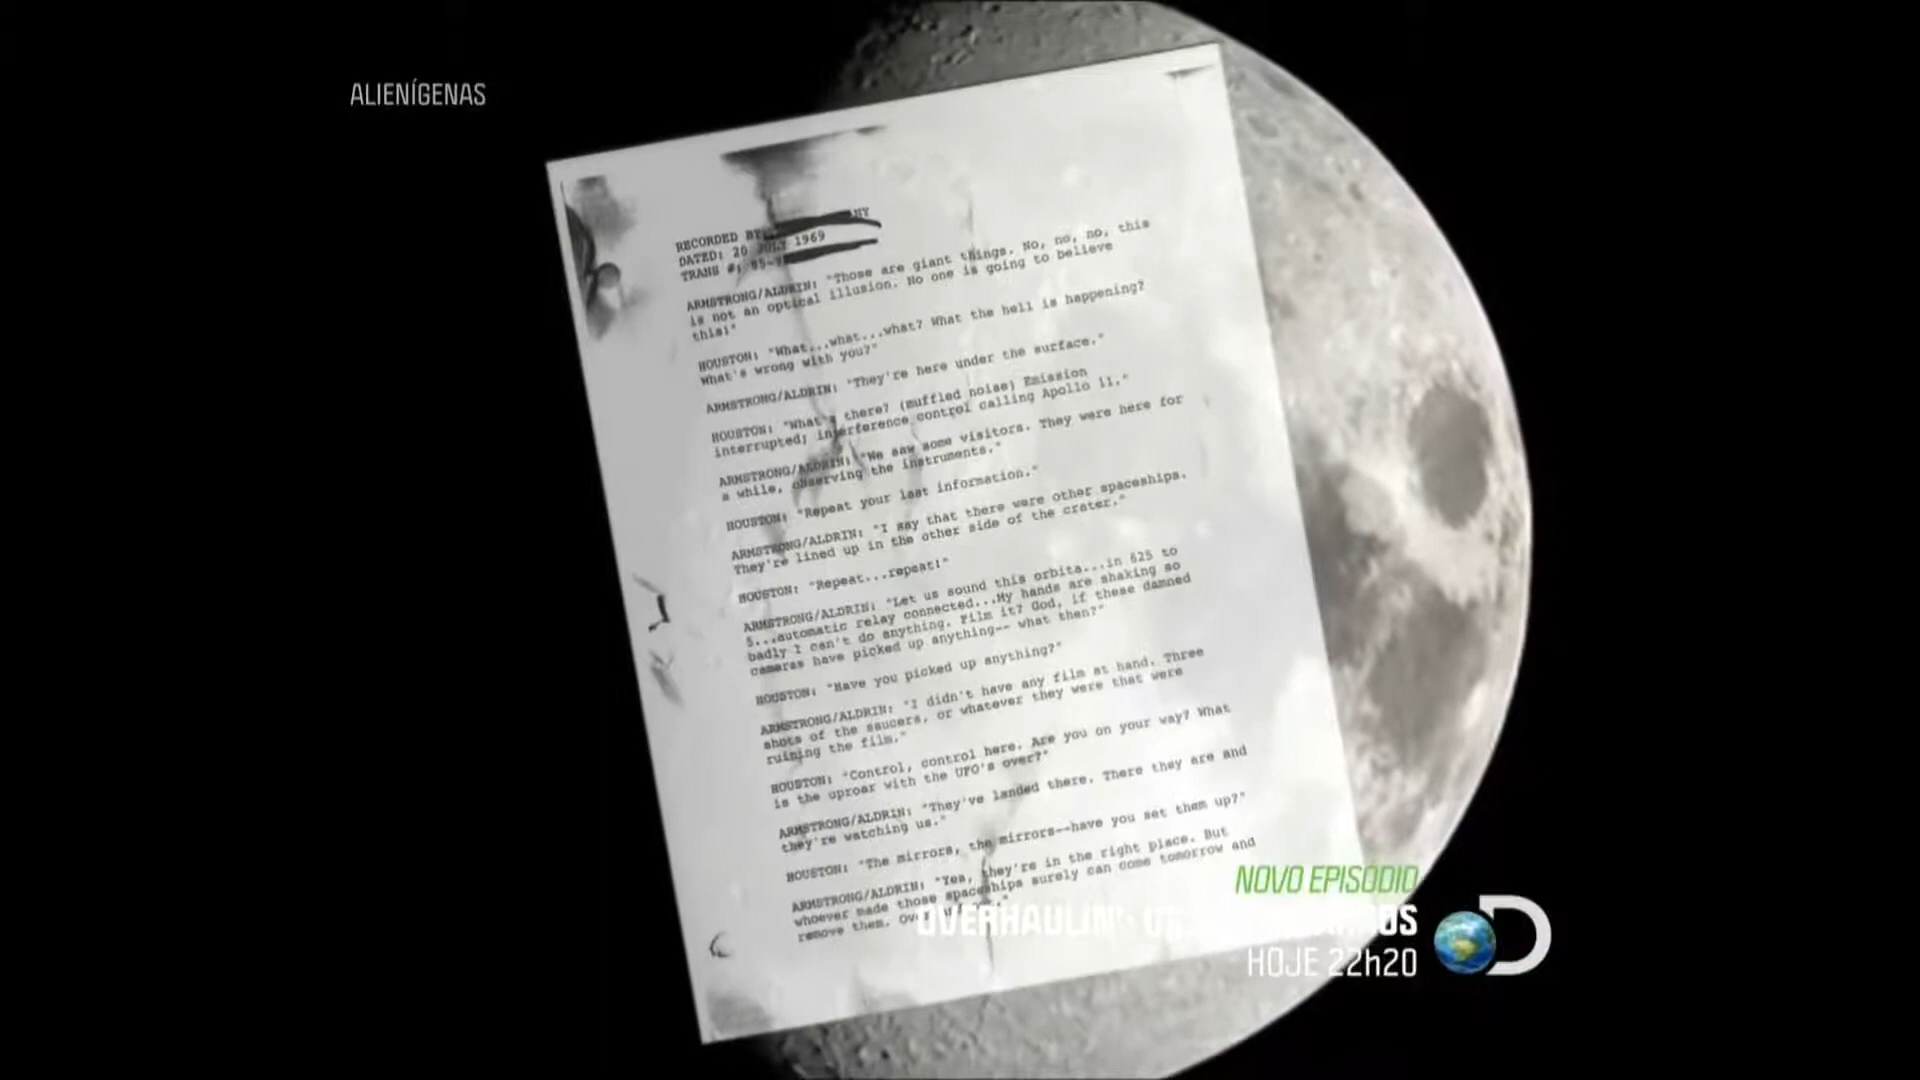 ALIENÍGENAS
RECORDED BY NY
DATED: 20 JULY 1969
TRANS #: 85-9
ARMSTRONG/ALDRIN: "Those are giant things. No, no, no, this
is not an optical illusion. No one is going to believe
this!"
HOUSTON: "What...what...what? What the hell is happening?
What's wrong with you?"
ARMSTRONG/ALDRIN: "They're here under the surface."
HOUSTON: "What's there? (muffled noise) Emission
interrupted; interference control calling Apollo 11."
ARMSTRONG/ALDRIN: "We saw some visitors. They were here for
a while, observing the instruments."
HOUSTON: "Repeat your last information."
ARMSTRONG/ALDRIN: "I say that there were other spaceships.
They're lined up in the other side of the crater."
HOUSTON: "Repeat...repeat!"
ARMSTRONG/ALDRIN: "Let us sound this orbita...in 625 to
5...automatic relay connected...My hands are shaking so
badly I can't do anything. Film it? God, if these damned
cameras have picked up anything-- what then?"
HOUSTON: "Have you picked up anything?"
ARMSTRONG/ALDRIN: "I didn't have any film at hand. Three
shots of the saucers, or whatever they were that were
ruining the film."
HOUSTON: "Control, control here. Are you on your way? What
is the uproar with the UFO's over?"
ARMSTRONG/ALDRIN: "They've landed there. There they are and
they're watching us."
HOUSTON: "The mirrors, the mirrors--have you set them up?"
ARMSTRONG/ALDRIN: "Yes, they're in the right place. But
whoever made those spaceships surely can come tomorrow and
remove them.
NOVO EPISÓDIO
OVERHAULIN'
HOJE 22h20